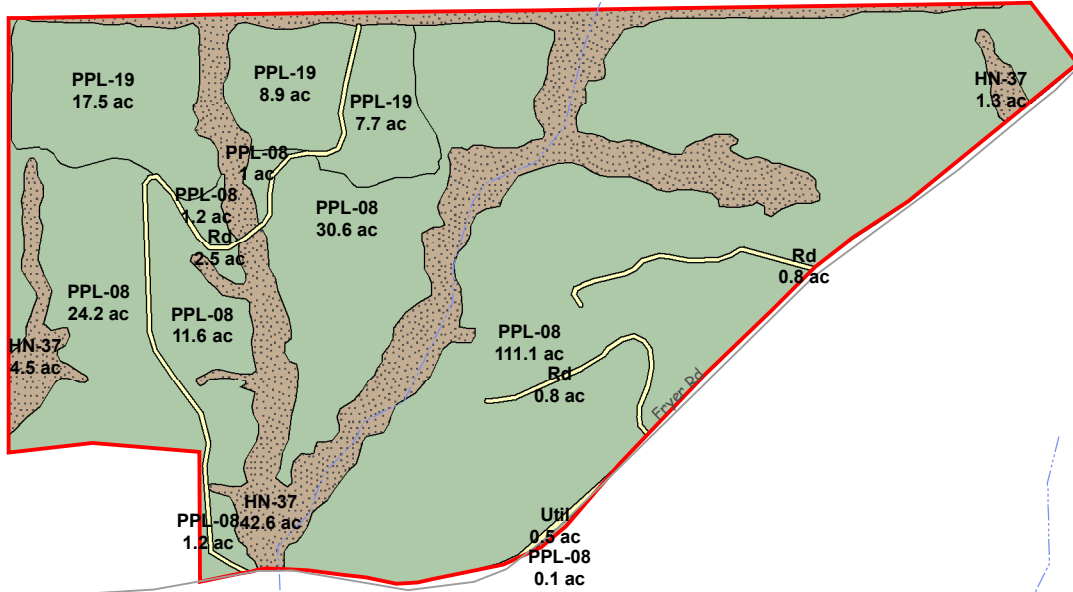 PPL-19
17.5 ac
PPL-19
8.9 ac
PPL-19
7.7 ac
HN-37
1.3 ac
PPL-08
1 ac
PPL-08
1.2 ac
PPL-08
30.6 ac
Rd
2.5 ac
Rd
0.8 ac
PPL-08
24.2 ac
PPL-08
11.6 ac
HN-37
4.5 ac
PPL-08
111.1 ac
Rd
0.8 ac
Fryer Rd
HN-37
42.6 ac
PPL-08
1.2 ac
Util
0.5 ac
PPL-08
0.1 ac